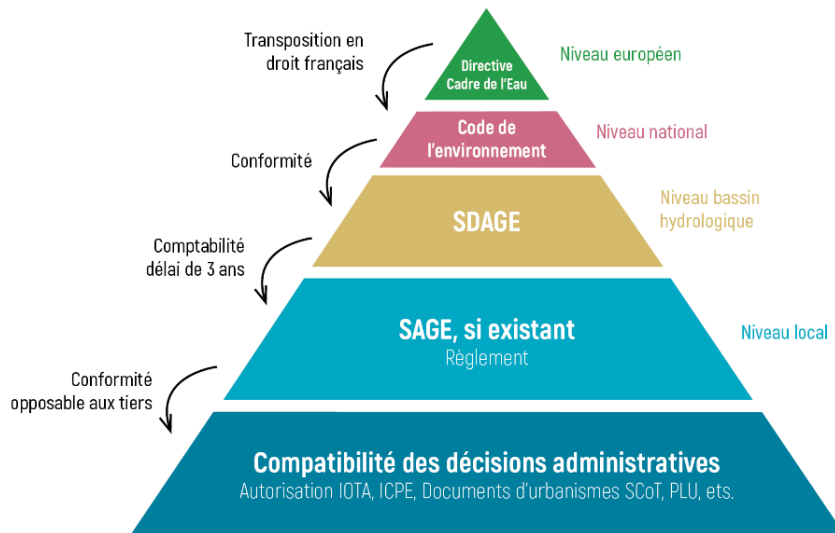 Transposition en
droit français
Directive
Cadre de l'Eau
Niveau européen
Code de
l'environnement
Niveau national
Conformité
SDAGE
Niveau bassin
hydrologique
Comptabilité
délai de 3 ans
SAGE, si existant
Règlement
Niveau local
Conformité
opposable aux tiers
Compatibilité des décisions administratives
Autorisation IOTA, ICPE, Documents d'urbanismes SCoT, PLU, ets.